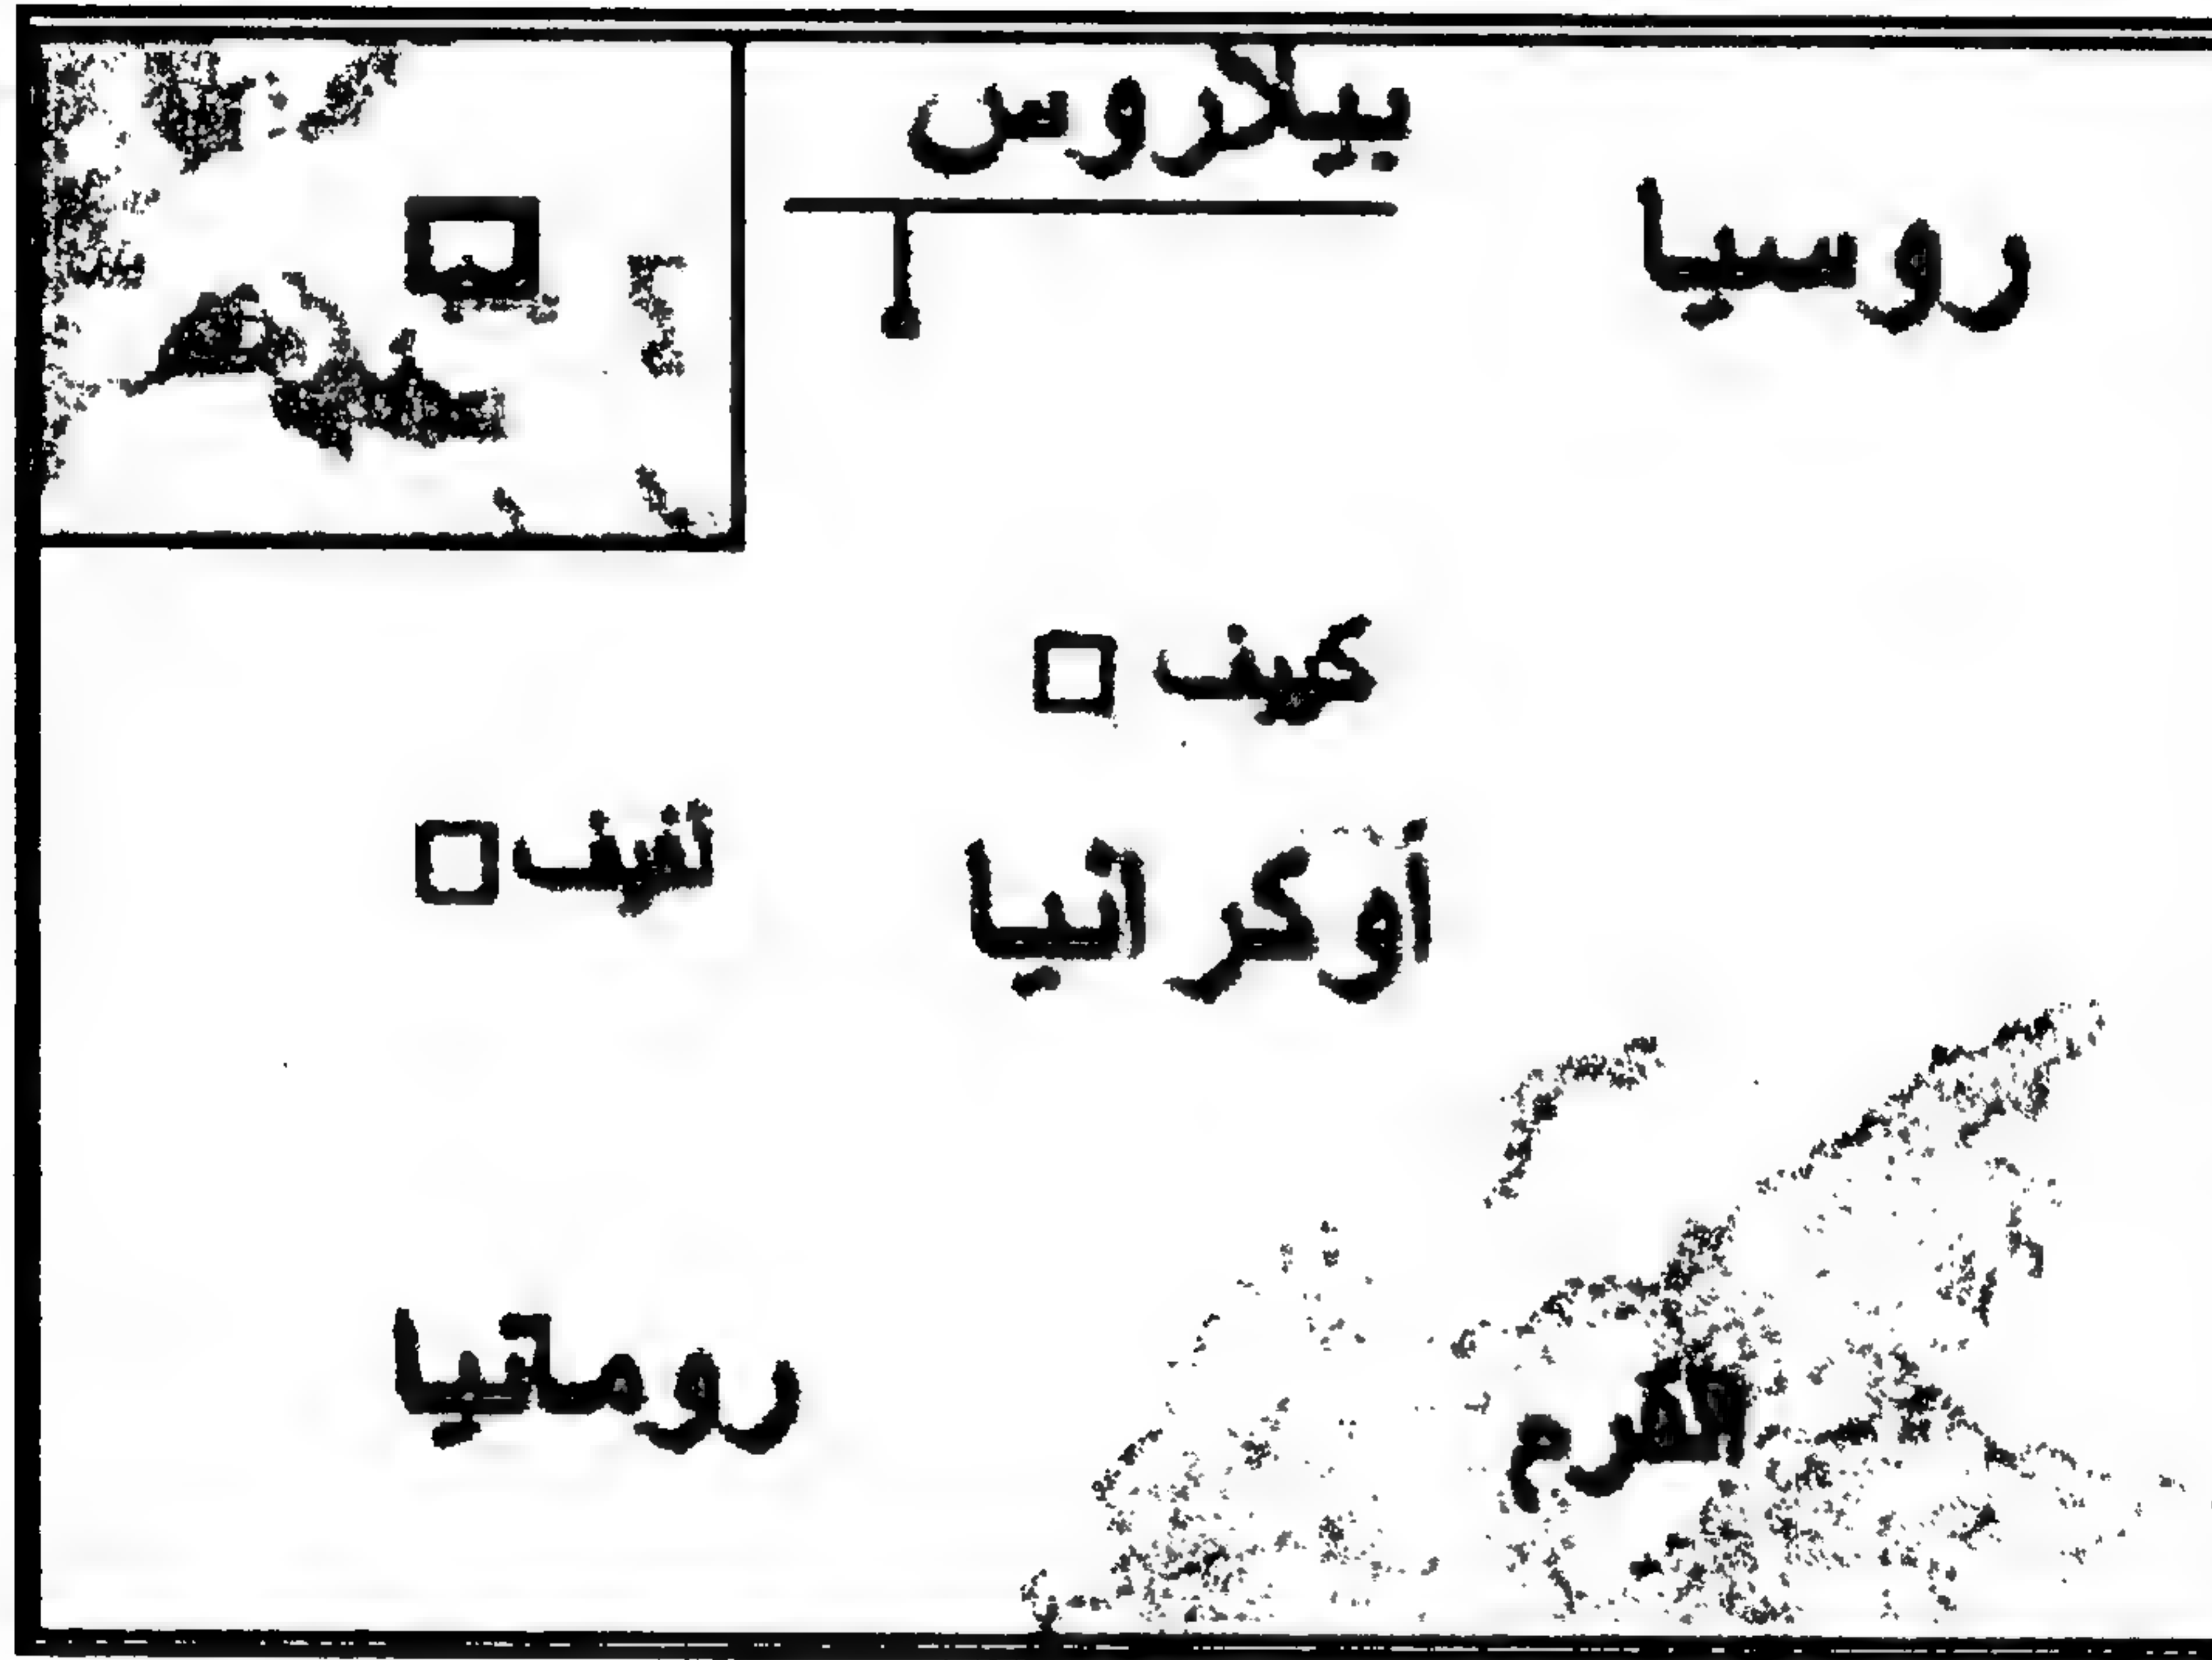 بيلاروس
روسيا
كييف
لفيف
أوكرانيا
رومانيا
القرم